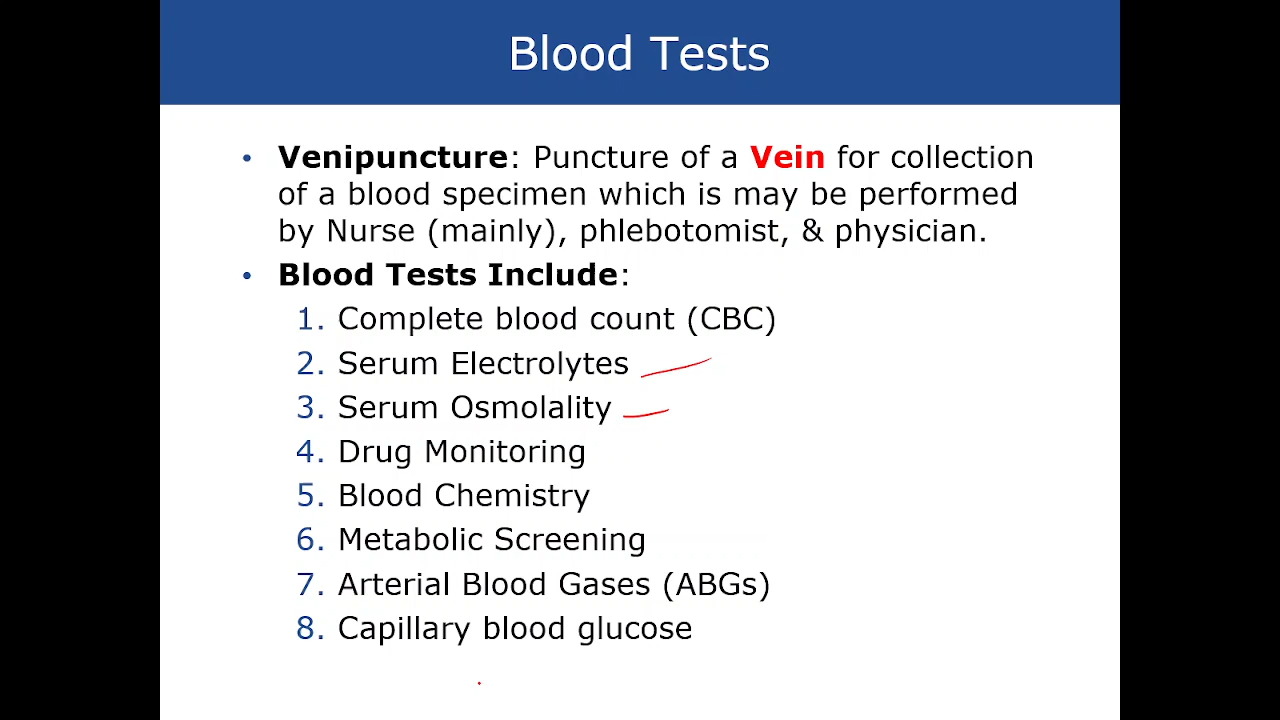 Blood Tests
• Venipuncture: Puncture of a Vein for collection
of a blood specimen which is may be performed
by Nurse (mainly), phlebotomist, & physician.
• Blood Tests Include:
1. Complete blood count (CBC)
2. Serum Electrolytes
3. Serum Osmolality
4. Drug Monitoring
5. Blood Chemistry
6. Metabolic Screening
7. Arterial Blood Gases (ABGs)
8. Capillary blood glucose